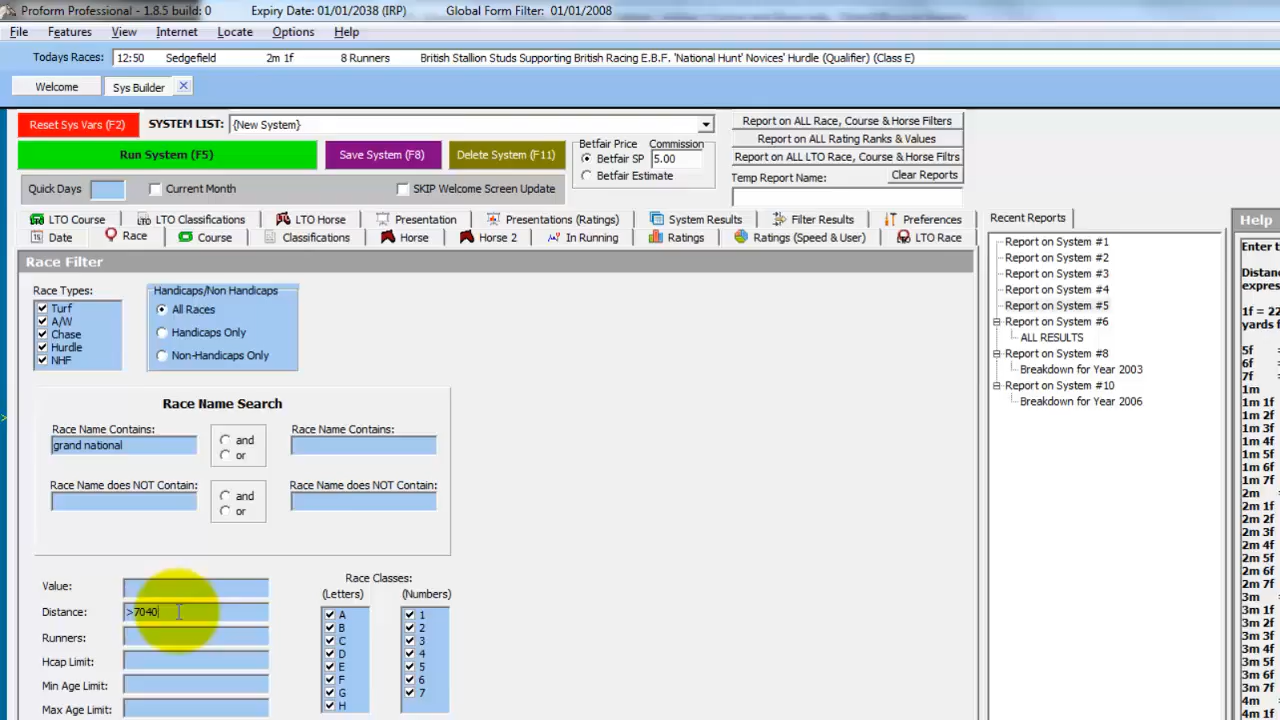 Proform Professional - 1.8.5 build: 0 Expiry Date: 01/01/2038 (IRP) Global Form Filter: 01/01/2008
File Features View Internet Locate Options Help
Todays Races: 12:50 Sedgefield 2m 1f 8 Runners British Stallion Studs Supporting British Racing E.B.F. 'National Hunt' Novices' Hurdle (Qualifier) (Class E)
Welcome Sys Builder X
Reset Sys Vars (F2) SYSTEM LIST: {New System}
Run System (F5) Save System (F8) Delete System (F11)
Betfair Price Commission
Betfair SP 5.00
Betfair Estimate
Quick Days Current Month SKIP Welcome Screen Update
Report on ALL Race, Course & Horse Filters
Report on ALL Rating Ranks & Values
Report on ALL LTO Race, Course & Horse Filtrs
Temp Report Name: Clear Reports
LTO Course LTO Classifications LTO Horse Presentation Presentations (Ratings) System Results Filter Results Preferences
Date Race Course Classifications Horse Horse 2 In Running Ratings Ratings (Speed & User) LTO Race
Race Filter
Race Types:
Turf
A/W
Chase
Hurdle
NHF
Handicaps/Non Handicaps
All Races
Handicaps Only
Non-Handicaps Only
Race Name Search
Race Name Contains: Race Name Contains:
grand national and
or
Race Name does NOT Contain: Race Name does NOT Contain:
and
or
Value:
Distance: >7040
Runners:
Hcap Limit:
Min Age Limit:
Max Age Limit:
Race Classes:
(Letters) (Numbers)
A 1
B 2
C 3
D 4
E 5
F 6
G 7
H
Recent Reports
Report on System #1
Report on System #2
Report on System #3
Report on System #4
Report on System #5
Report on System #6
ALL RESULTS
Report on System #8
Breakdown for Year 2003
Report on System #10
Breakdown for Year 2006
Help
Enter t
Distan
expres
1f = 22
yards f
5f =
6f =
7f =
1m =
1m 1f
1m 2f
1m 3f
1m 4f
1m 5f
1m 6f
1m 7f
2m =
2m 1f
2m 2f
2m 3f
2m 4f
2m 5f
2m 6f
2m 7f
3m =
3m 1f
3m 2f
3m 3f
3m 4f
3m 5f
3m 6f
3m 7f
4m =
4m 1f